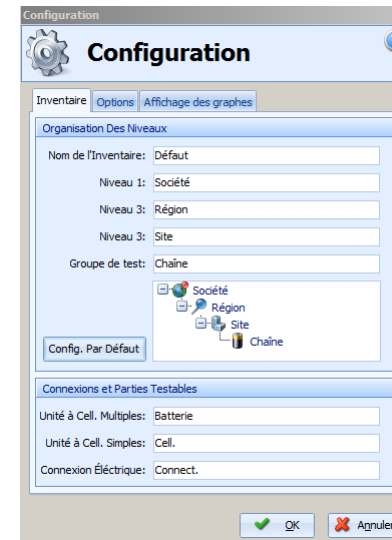 Configuration
Configuration
Inventaire Options Affichage des graphes
Organisation Des Niveaux
Nom de l'Inventaire: Défaut
Niveau 1: Société
Niveau 3: Région
Niveau 3: Site
Groupe de test: Chaîne
Société
Région
Site
Chaîne
Config. Par Défaut
Connexions et Parties Testables
Unité à Cell. Multiples: Batterie
Unité à Cell. Simples: Cell.
Connexion Éléctrique: Connect.
OK Annuler